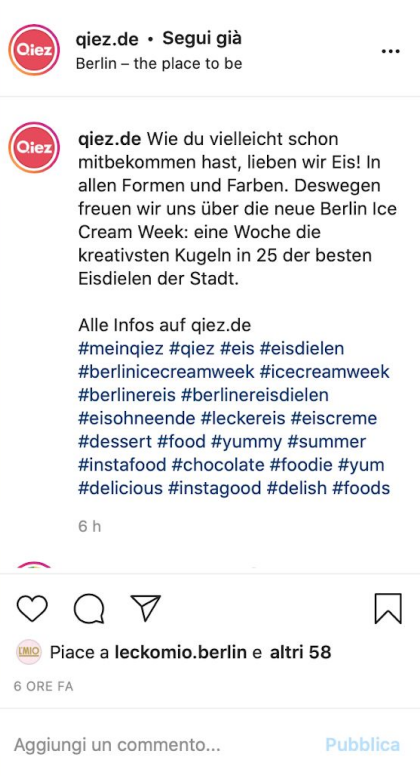 Qiez
qiez.de • Segui già
Berlin – the place to be
Qiez
qiez.de Wie du vielleicht schon
mitbekommen hast, lieben wir Eis! In
allen Formen und Farben. Deswegen
freuen wir uns über die neue Berlin Ice
Cream Week: eine Woche die
kreativsten Kugeln in 25 der besten
Eisdielen der Stadt.
Alle Infos auf qiez.de
#meinqiez #qiez #eis #eisdielen
#berlinicecreamweek #icecreamweek
#berlinereis #berlinereisdielen
#eisohneende #leckereis #eiscreme
#dessert #food #yummy #summer
#instafood #chocolate #foodie #yum
#delicious #instagood #delish #foods
6 h
LMIO
Piace a leckomio.berlin e altri 58
6 ORE FA
Aggiungi un commento...
Pubblica